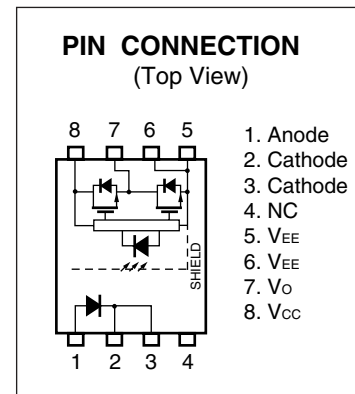 PIN CONNECTION
(Top View)
8 7 6 5
1. Anode
2. Cathode
3. Cathode
4. NC
5. VEE
6. VEE
7. VO
8. VCC
SHIELD
1 2 3 4